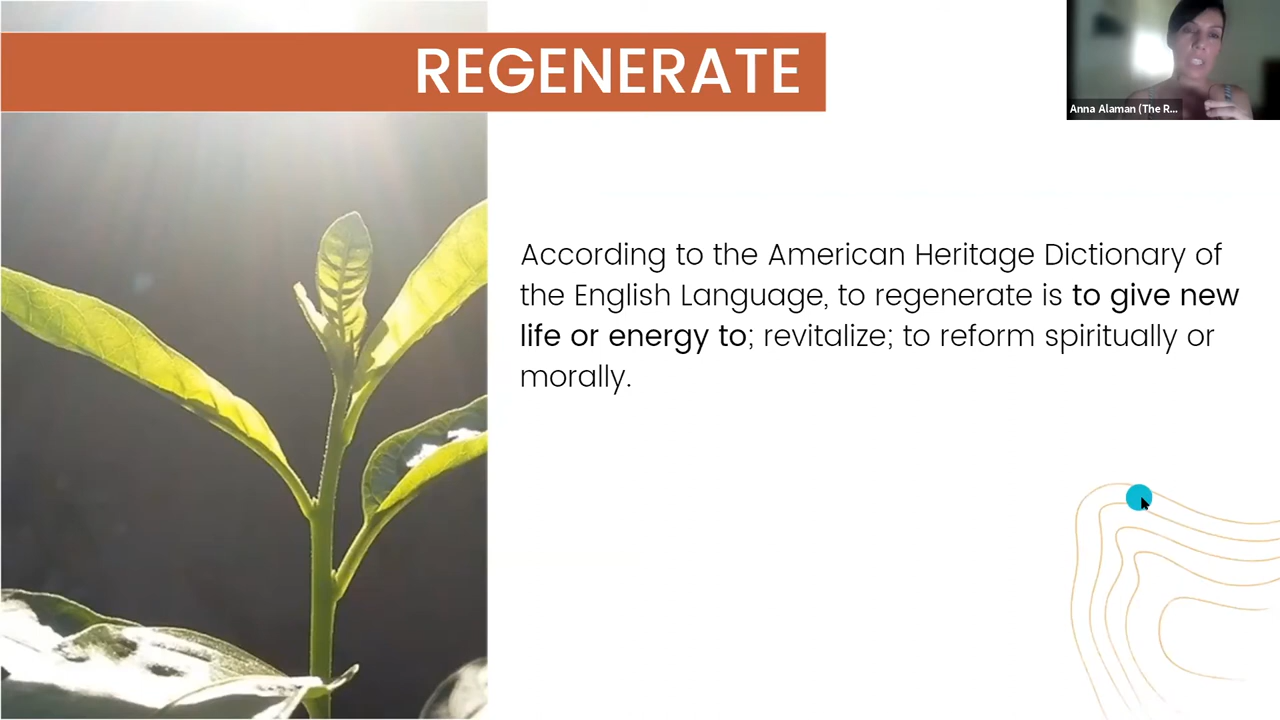 REGENERATE
Anna Alaman (The R...
According to the American Heritage Dictionary of
the English Language, to regenerate is to give new
life or energy to; revitalize; to reform spiritually or
morally.